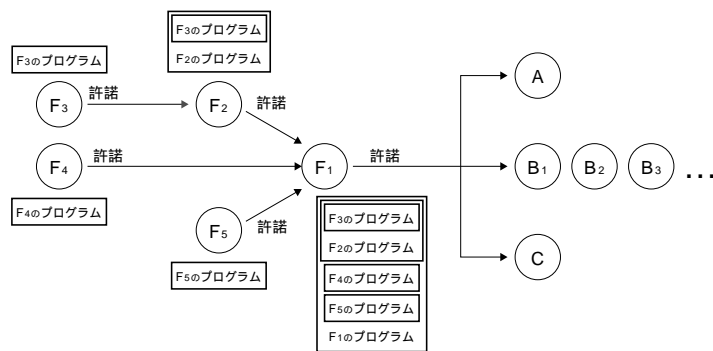 F₃のプログラム
F₂のプログラム
F₃のプログラム
F₃
許諾
F₂
許諾
F₄
許諾
F₁
許諾
A
B₁
B₂
B₃
...
F₄のプログラム
F₅
許諾
F₅のプログラム
F₃のプログラム
F₂のプログラム
F₄のプログラム
F₅のプログラム
F₁のプログラム
C